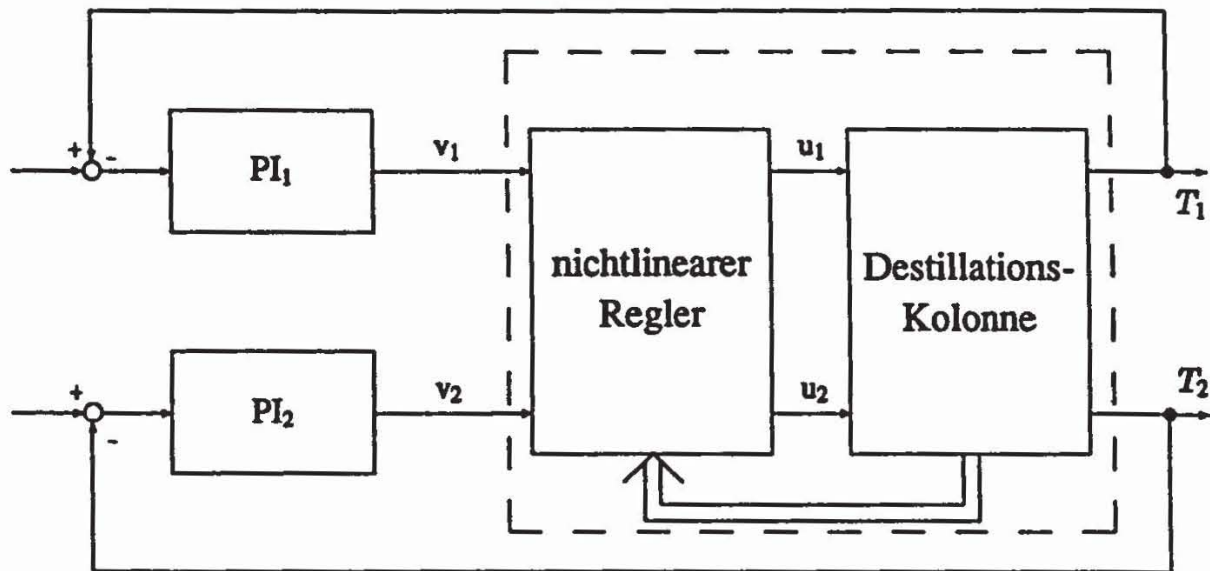 +
-
PI₁
v₁
u₁
T₁
nichtlinearer
Regler
Destillations-
Kolonne
+
-
PI₂
v₂
u₂
T₂